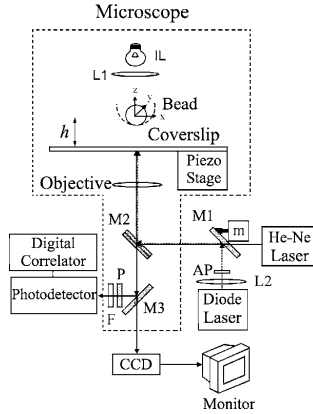 Microscope
IL
L1
z
y
x
Bead
h
Coverslip
Piezo
Stage
Objective
M2
M1
m
He-Ne
Laser
Digital
Correlator
Photodetector
P
F
M3
AP
L2
Diode
Laser
CCD
Monitor